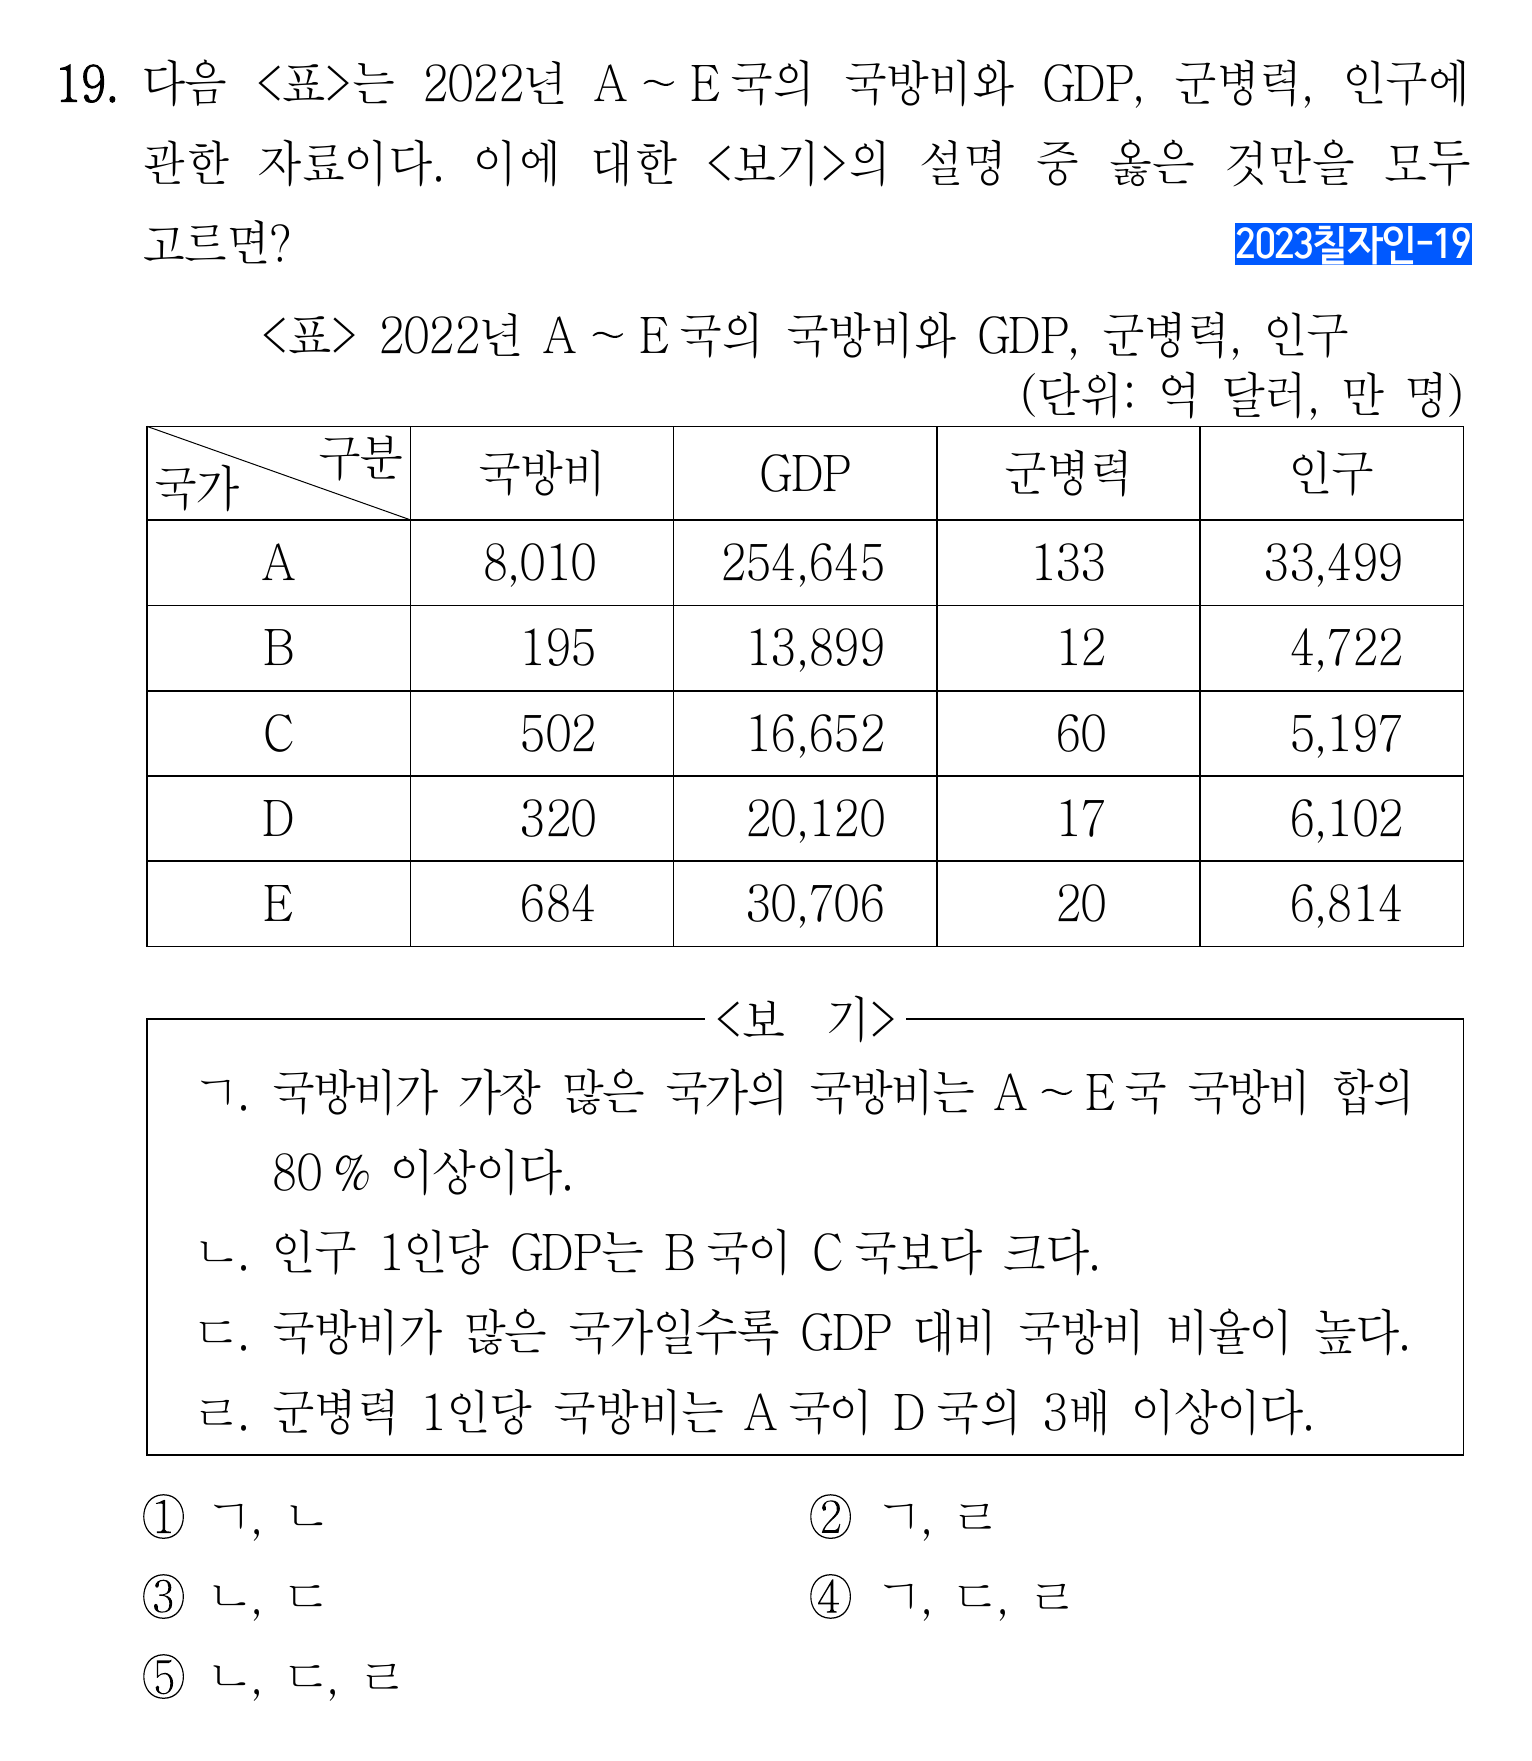 19. 다음 <표>는 2022년 A ~ E국의 국방비와 GDP, 군병력, 인구에
관한 자료이다. 이에 대한 <보기>의 설명 중 옳은 것만을 모두
고르면?
2023칠자인-19
<표> 2022년 A ~ E국의 국방비와 GDP, 군병력, 인구
(단위: 억 달러, 만 명)
국가 구분 국방비 GDP 군병력 인구
A 8,010 254,645 133 33,499
B 195 13,899 12 4,722
C 502 16,652 60 5,197
D 320 20,120 17 6,102
E 684 30,706 20 6,814
<보 기>
ㄱ. 국방비가 가장 많은 국가의 국방비는 A ~ E국 국방비 합의
80 % 이상이다.
ㄴ. 인구 1인당 GDP는 B국이 C국보다 크다.
ㄷ. 국방비가 많은 국가일수록 GDP 대비 국방비 비율이 높다.
ㄹ. 군병력 1인당 국방비는 A국이 D국의 3배 이상이다.
① ㄱ, ㄴ ② ㄱ, ㄹ
③ ㄴ, ㄷ ④ ㄱ, ㄷ, ㄹ
⑤ ㄴ, ㄷ, ㄹ